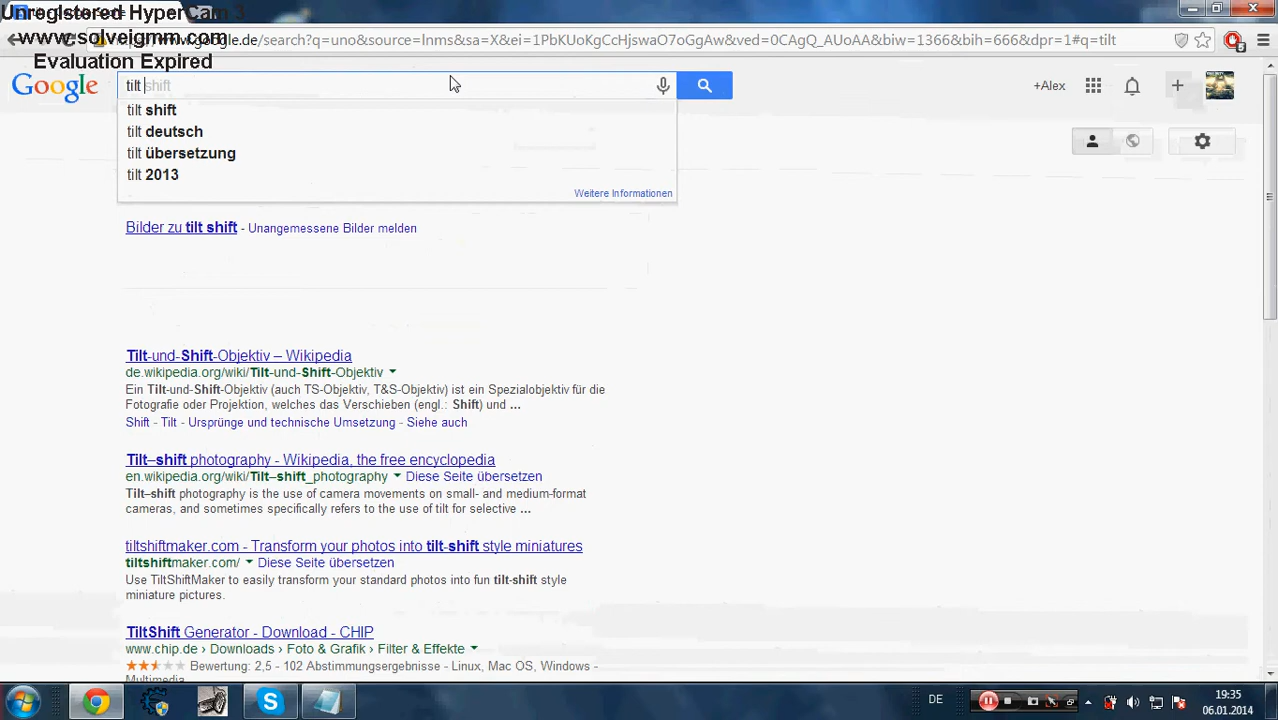 Unregistered HyperCam 3
www.solveigmm.com
Evaluation Expired
.google.de/search?q=uno&source=lnms&sa=X&ei=1PbKUoKgCcHjswaO7oGgAw&ved=0CAgQ_AUoAA&biw=1366&bih=666&dpr=1#q=tilt
5
Google
tilt shift
+Alex
tilt shift
tilt deutsch
tilt übersetzung
tilt 2013
Weitere Informationen
Bilder zu tilt shift - Unangemessene Bilder melden
Tilt-und-Shift-Objektiv – Wikipedia
de.wikipedia.org/wiki/Tilt-und-Shift-Objektiv
Ein Tilt-und-Shift-Objektiv (auch TS-Objektiv, T&S-Objektiv) ist ein Spezialobjektiv für die
Fotografie oder Projektion, welches das Verschieben (engl.: Shift) und ...
Shift - Tilt - Ursprünge und technische Umsetzung - Siehe auch
Tilt–shift photography - Wikipedia, the free encyclopedia
en.wikipedia.org/wiki/Tilt–shift_photography Diese Seite übersetzen
Tilt–shift photography is the use of camera movements on small- and medium-format
cameras, and sometimes specifically refers to the use of tilt for selective ...
tiltshiftmaker.com - Transform your photos into tilt-shift style miniatures
tiltshiftmaker.com/ Diese Seite übersetzen
Use TiltShiftMaker to easily transform your standard photos into fun tilt-shift style
miniature pictures.
TiltShift Generator - Download - CHIP
www.chip.de › Downloads › Foto & Grafik › Filter & Effekte
Bewertung: 2,5 - 102 Abstimmungsergebnisse - Linux, Mac OS, Windows -
Multimedia
DE
19:35
06.01.2014